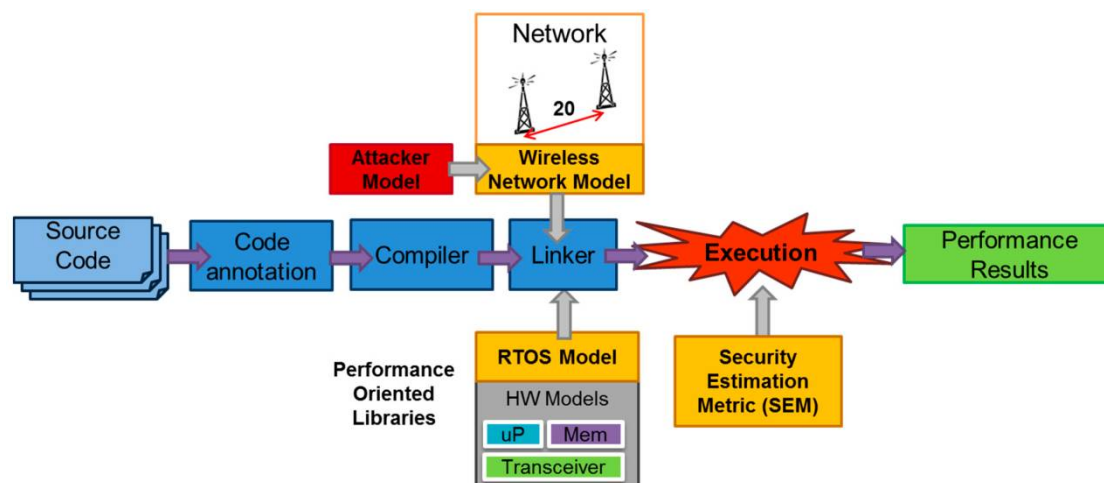 Network
20
Attacker
Model
Wireless
Network Model
Source
Code
Code
annotation
Compiler
Linker
Execution
Performance
Results
Performance
Oriented
Libraries
RTOS Model
HW Models
uP
Mem
Transceiver
Security
Estimation
Metric (SEM)